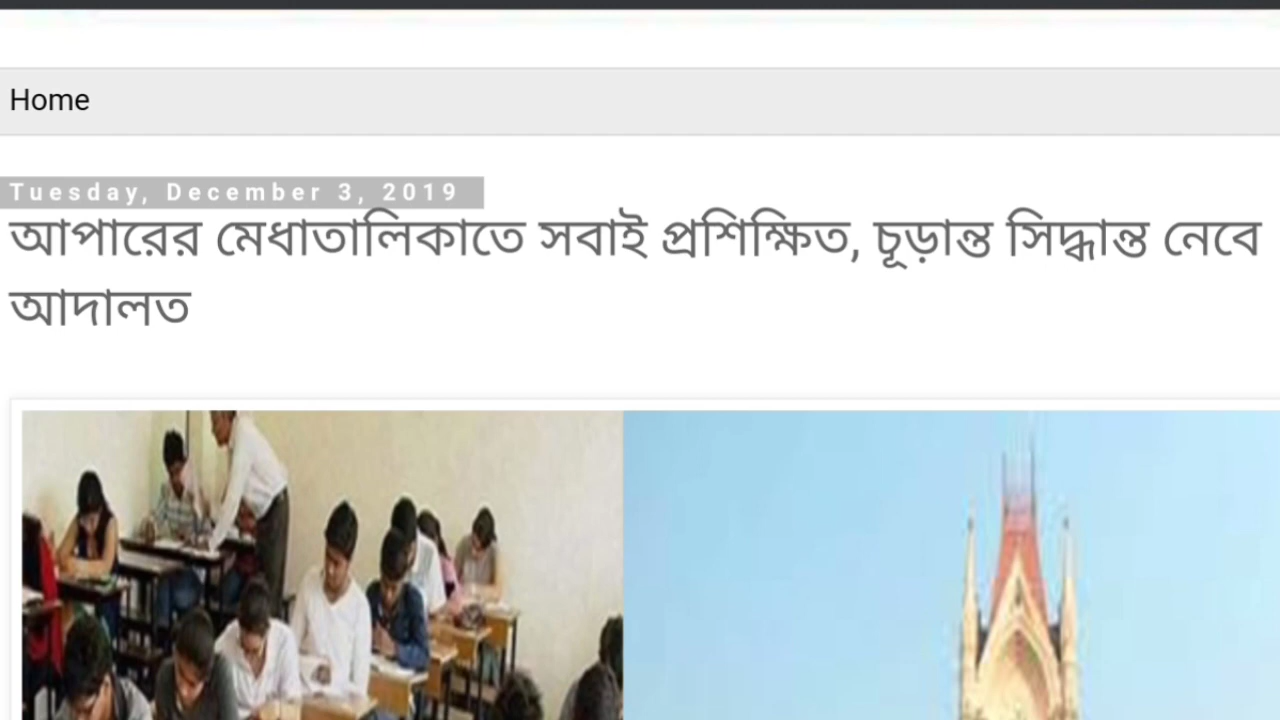 Home
Tuesday, December 3, 2019
আপারের মেধাতালিকাতে সবাই প্রশিক্ষিত, চূড়ান্ত সিদ্ধান্ত নেবে
আদালত